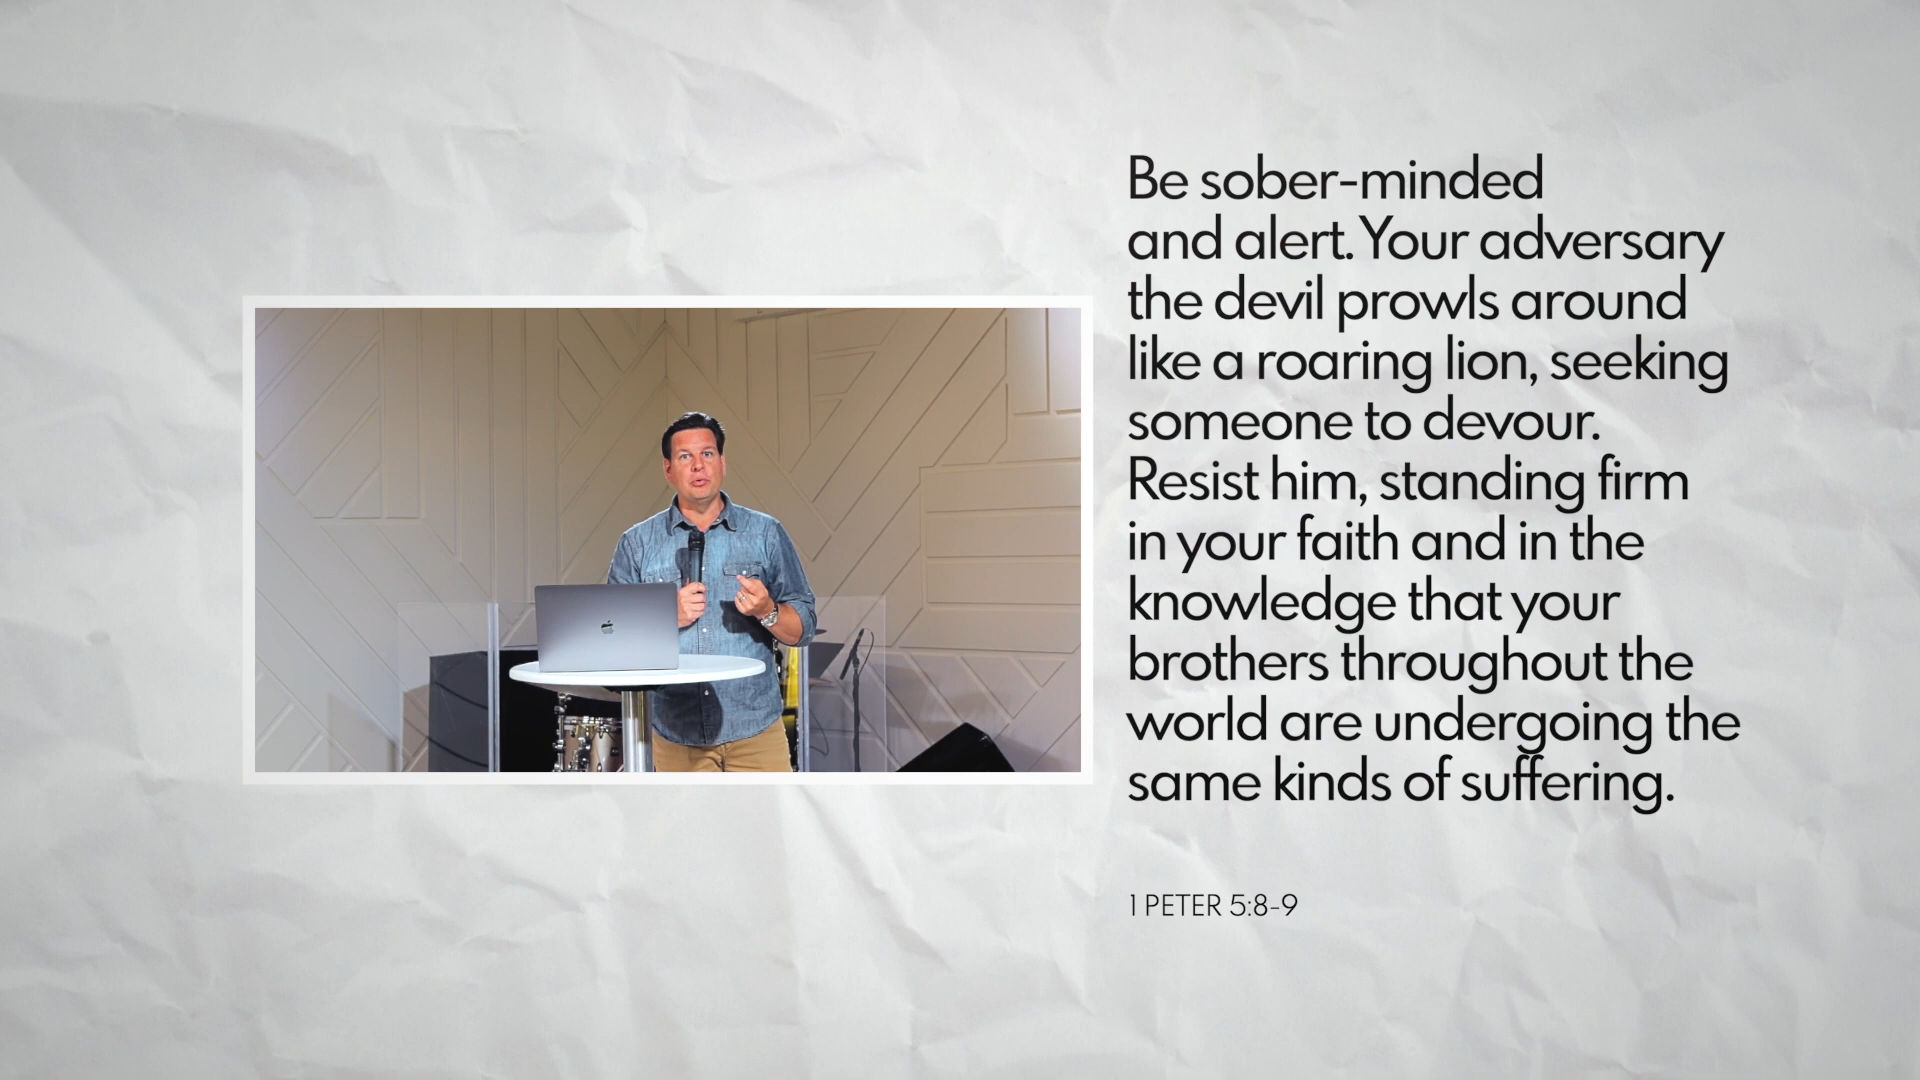 Be sober-minded
and alert. Your adversary
the devil prowls around
like a roaring lion, seeking
someone to devour.
Resist him, standing firm
in your faith and in the
knowledge that your
brothers throughout the
world are undergoing the
same kinds of suffering.
1 PETER 5:8-9